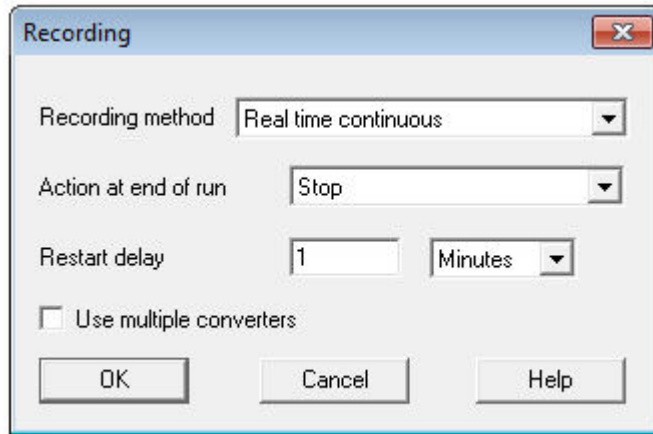 Recording
Recording method Real time continuous
Action at end of run Stop
Restart delay 1 Minutes
Use multiple converters
OK Cancel Help